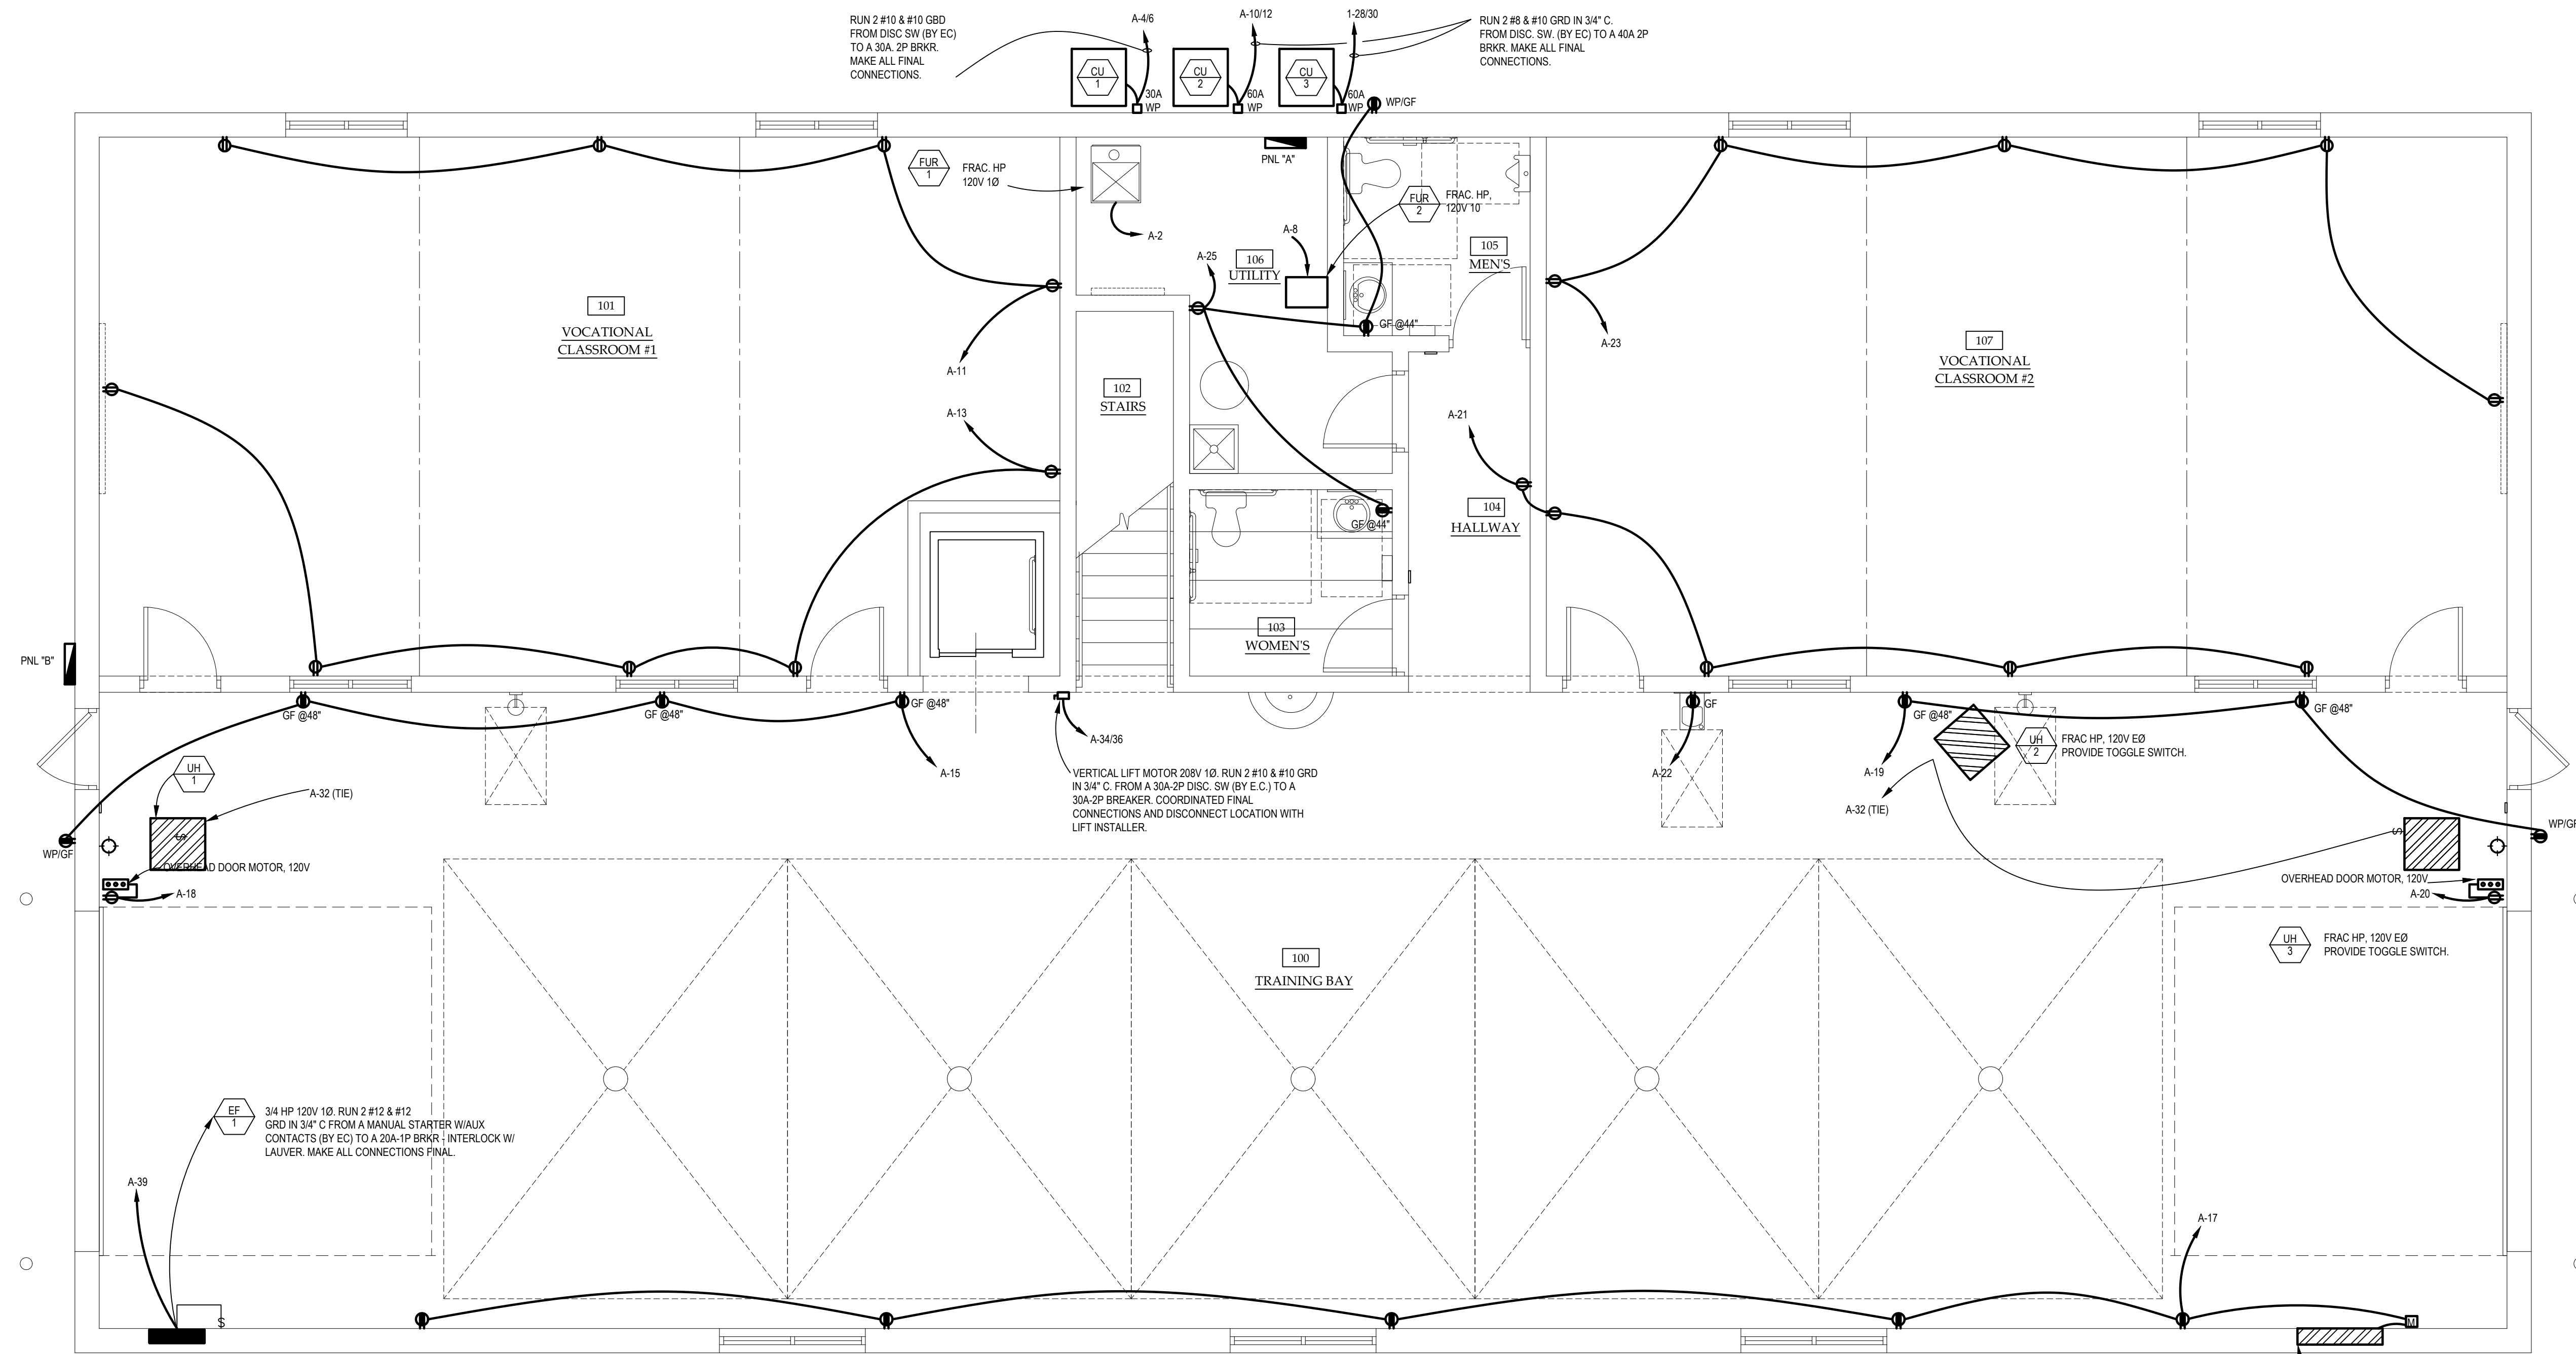 RUN 2 #10 & #10 GBD
FROM DISC SW (BY EC)
TO A 30A. 2P BRKR.
MAKE ALL FINAL
CONNECTIONS.
A-4/6
A-10/12
1-28/30
RUN 2 #8 & #10 GRD IN 3/4" C.
FROM DISC. SW. (BY EC) TO A 40A 2P
BRKR. MAKE ALL FINAL
CONNECTIONS.
CU
1
CU
2
CU
3
30A
WP
60A
WP
60A
WP
WP/GF
PNL "A"
FUR
1
FRAC. HP
120V 1Ø
A-2
FUR
2
FRAC. HP,
120V 10
A-8
A-25
106
UTILITY
105
MEN'S
GF @44"
101
VOCATIONAL
CLASSROOM #1
A-11
A-13
102
STAIRS
A-23
107
VOCATIONAL
CLASSROOM #2
A-21
104
HALLWAY
GF @44"
103
WOMEN'S
PNL "B"
GF @48"
GF @48"
GF @48"
A-15
A-34/36
VERTICAL LIFT MOTOR 208V 1Ø. RUN 2 #10 & #10 GRD
IN 3/4" C. FROM A 30A-2P DISC. SW (BY E.C.) TO A
30A-2P BREAKER. COORDINATED FINAL
CONNECTIONS AND DISCONNECT LOCATION WITH
LIFT INSTALLER.
GF
A-22
GF @48"
A-19
GF @48"
UH
2
FRAC HP, 120V EØ
PROVIDE TOGGLE SWITCH.
A-32 (TIE)
UH
1
A-32 (TIE)
$
WP/GF
OVERHEAD DOOR MOTOR, 120V
A-18
$
WP/GF
OVERHEAD DOOR MOTOR, 120V
A-20
UH
3
FRAC HP, 120V EØ
PROVIDE TOGGLE SWITCH.
100
TRAINING BAY
EF
1
3/4 HP 120V 1Ø. RUN 2 #12 & #12
GRD IN 3/4" C FROM A MANUAL STARTER W/AUX
CONTACTS (BY EC) TO A 20A-1P BRKR - INTERLOCK W/
LAUVER. MAKE ALL CONNECTIONS FINAL.
A-39
$
A-17
M